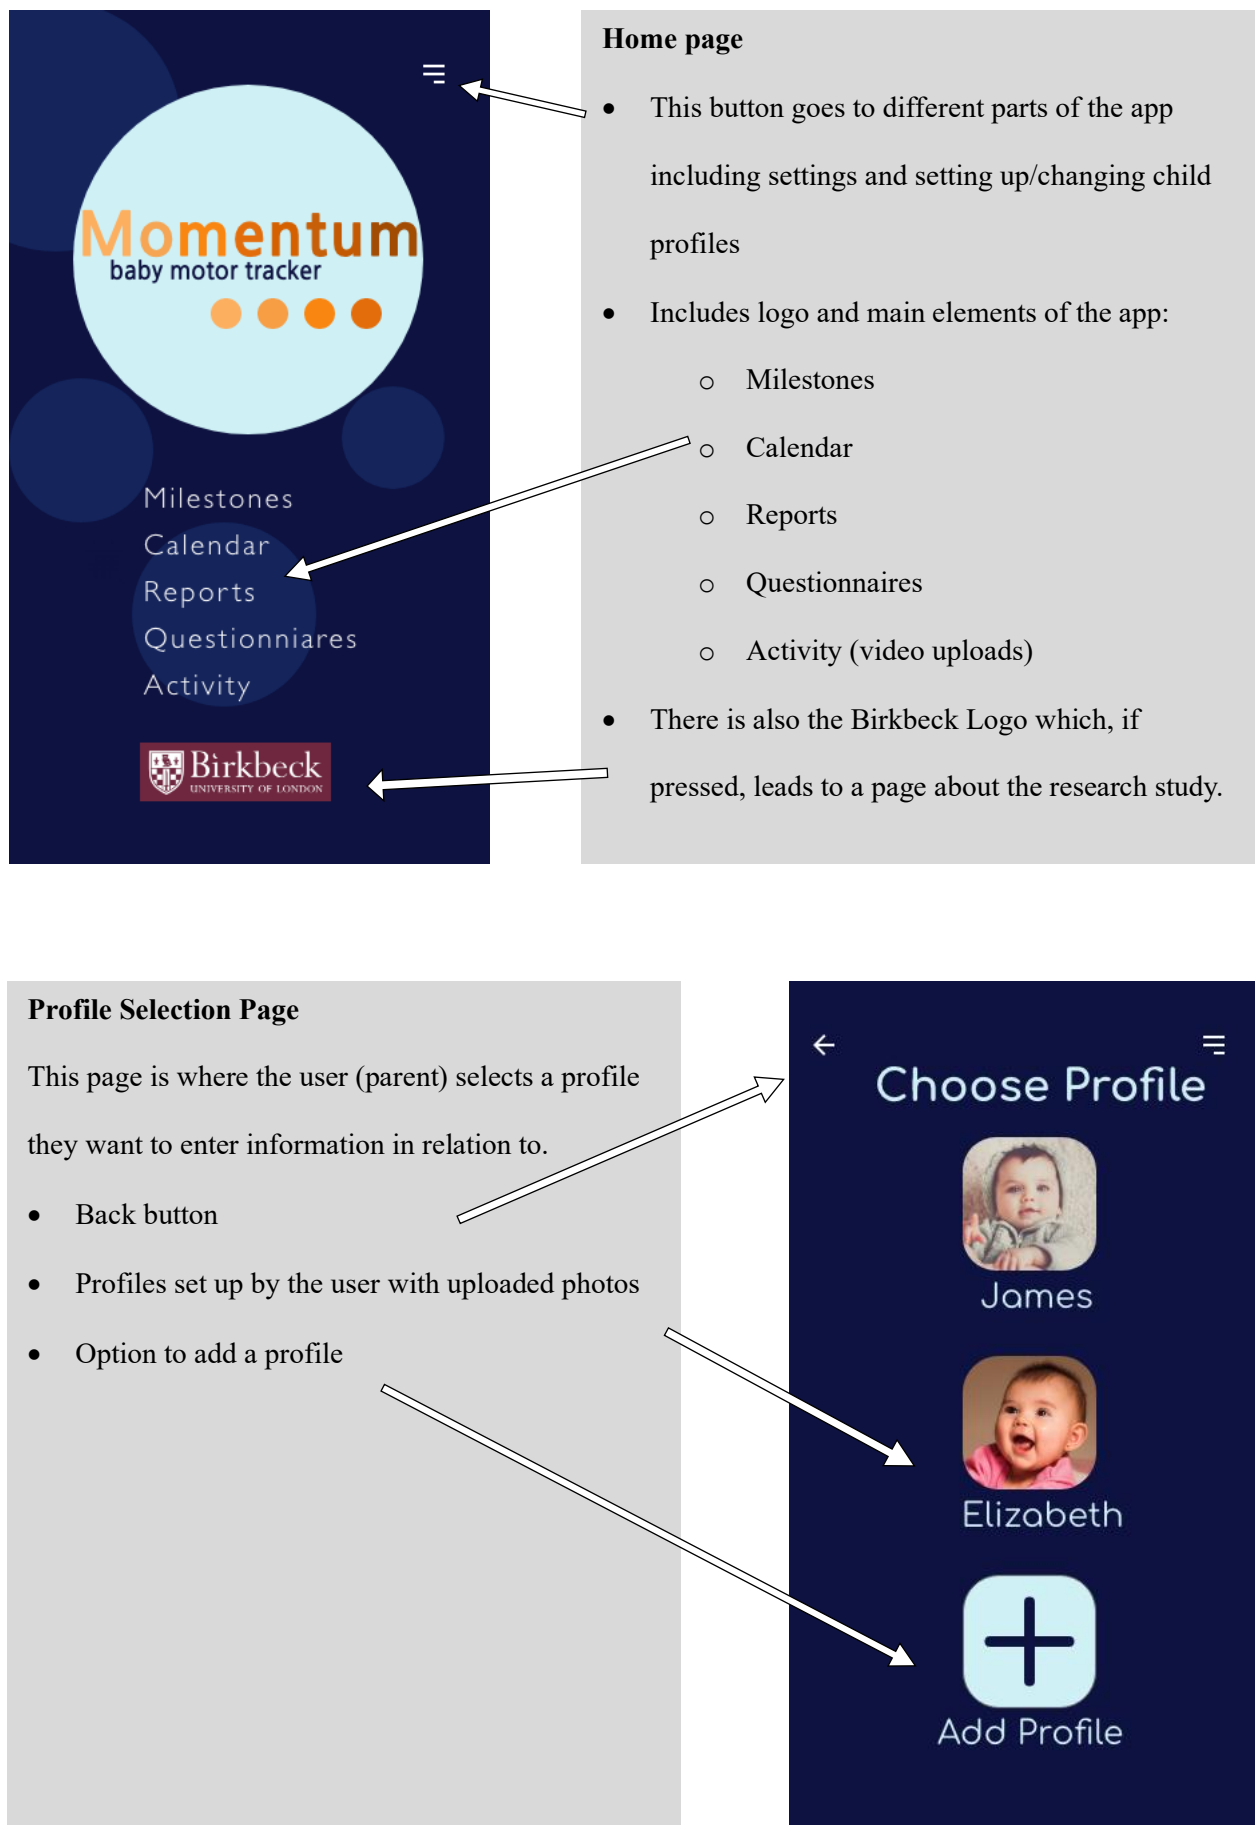 Momentum
baby motor tracker
Milestones
Calendar
Reports
Questionniares
Activity
Birkbeck
UNIVERSITY OF LONDON
Home page
• This button goes to different parts of the app
including settings and setting up/changing child
profiles
• Includes logo and main elements of the app:
o Milestones
o Calendar
o Reports
o Questionnaires
o Activity (video uploads)
• There is also the Birkbeck Logo which, if
pressed, leads to a page about the research study.
Profile Selection Page
This page is where the user (parent) selects a profile
they want to enter information in relation to.
• Back button
• Profiles set up by the user with uploaded photos
• Option to add a profile
Choose Profile
James
Elizabeth
Add Profile